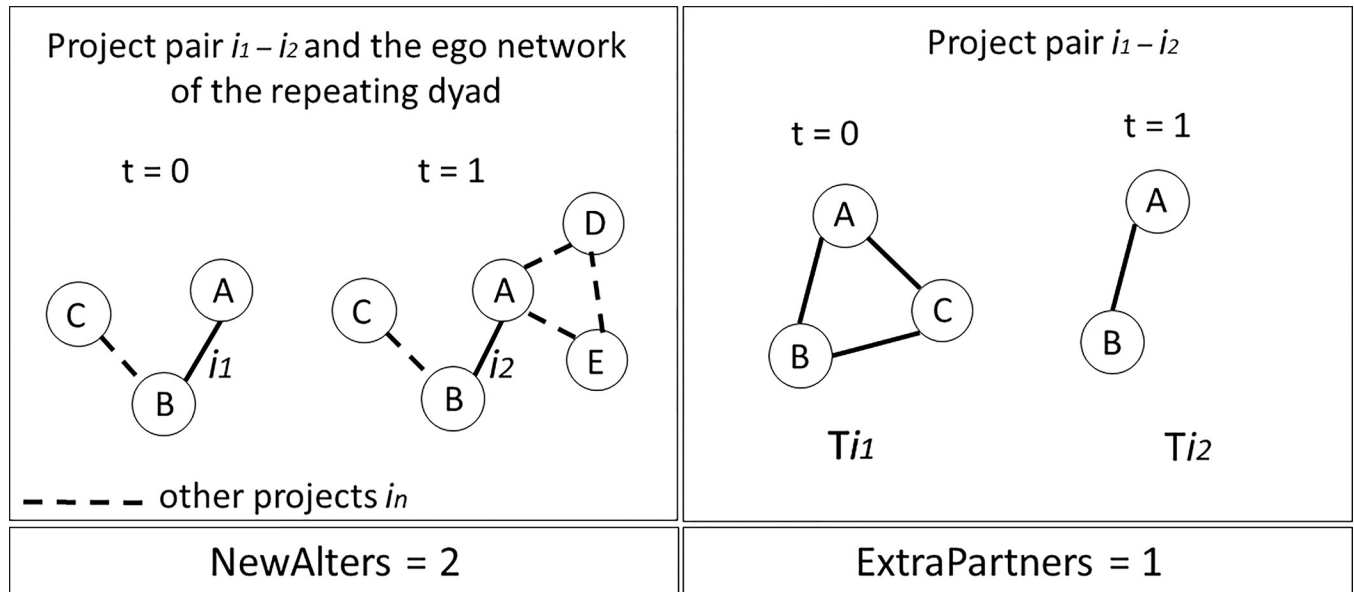 Project pair i1 – i2 and the ego network
of the repeating dyad
t = 0
t = 1
C
A
B
i1
C
A
B
i2
D
E
other projects in
NewAlters = 2
Project pair i1 – i2
t = 0
t = 1
A
B
C
A
B
Ti1
Ti2
ExtraPartners = 1